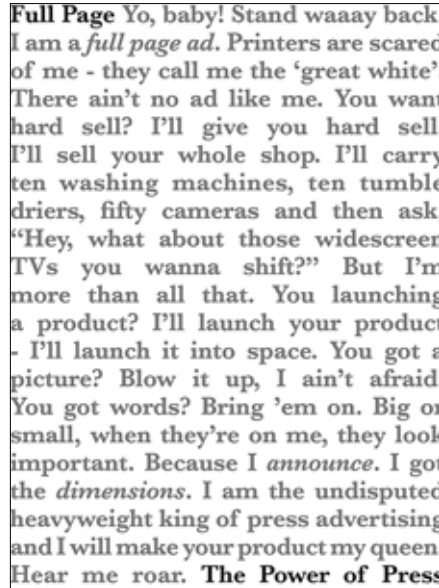 Full Page Yo, baby! Stand waaay back
I am a full page ad. Printers are scared
of me - they call me the ‘great white’
There ain’t no ad like me. You want
hard sell? I’ll give you hard sell
I’ll sell your whole shop. I’ll carry
ten washing machines, ten tumble
driers, fifty cameras and then ask
“Hey, what about those widescreen
TVs you wanna shift?” But I’m
more than all that. You launching
a product? I’ll launch your product
- I’ll launch it into space. You got a
picture? Blow it up, I ain’t afraid
You got words? Bring ’em on. Big or
small, when they’re on me, they look
important. Because I announce. I got
the dimensions. I am the undisputed
heavyweight king of press advertising
and I will make your product my queen
Hear me roar. The Power of Press